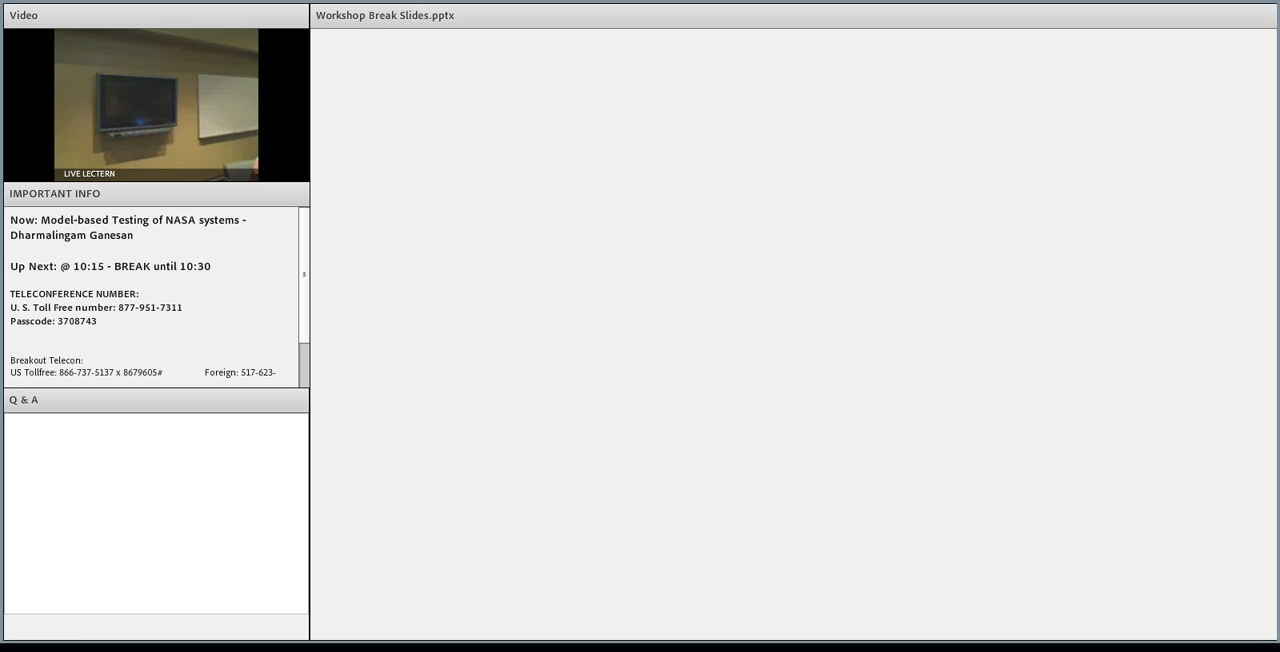 Video
Workshop Break Slides.pptx
LIVE LECTERN
IMPORTANT INFO
Now: Model-based Testing of NASA systems -
Dharmalingam Ganesan
Up Next: @ 10:15 - BREAK until 10:30
TELECONFERENCE NUMBER:
U. S. Toll Free number: 877-951-7311
Passcode: 3708743
Breakout Telecon:
US Tollfree: 866-737-5137 x 8679605# Foreign: 517-623-
Q & A